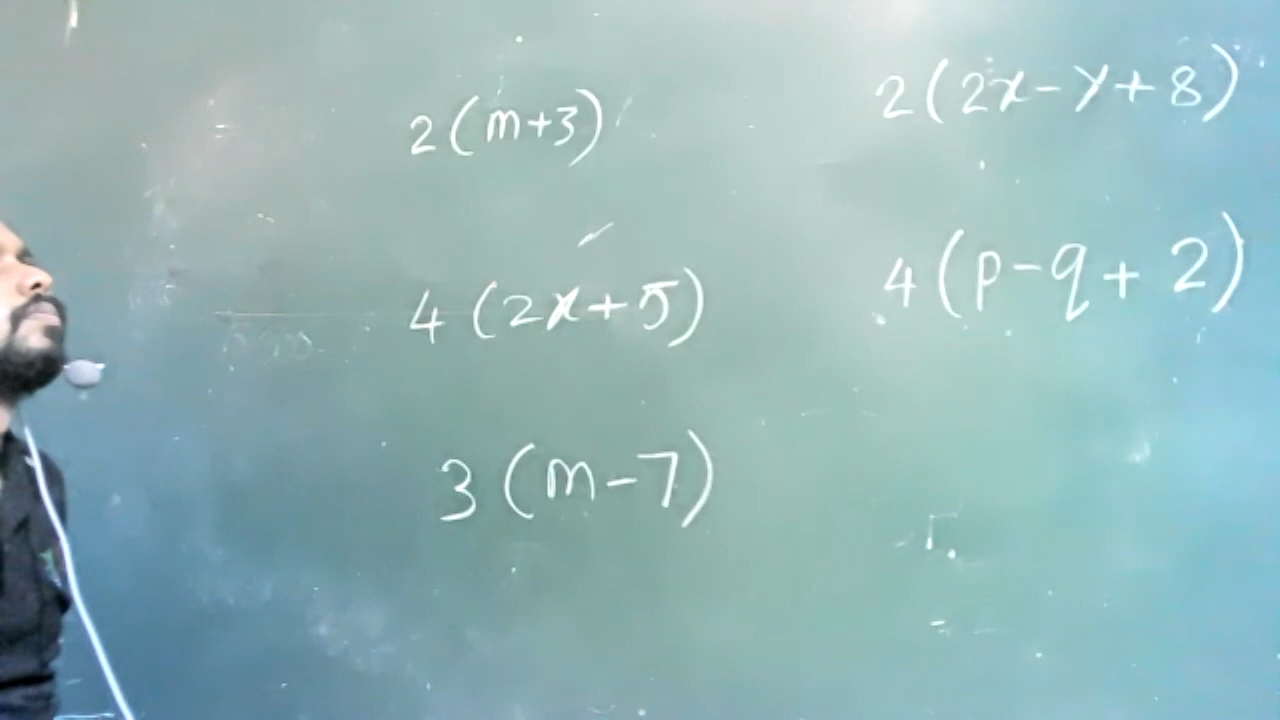 2(m+3)
4(2x+5)
3(m-7)
2(2x-y+8)
4(p-q+2)